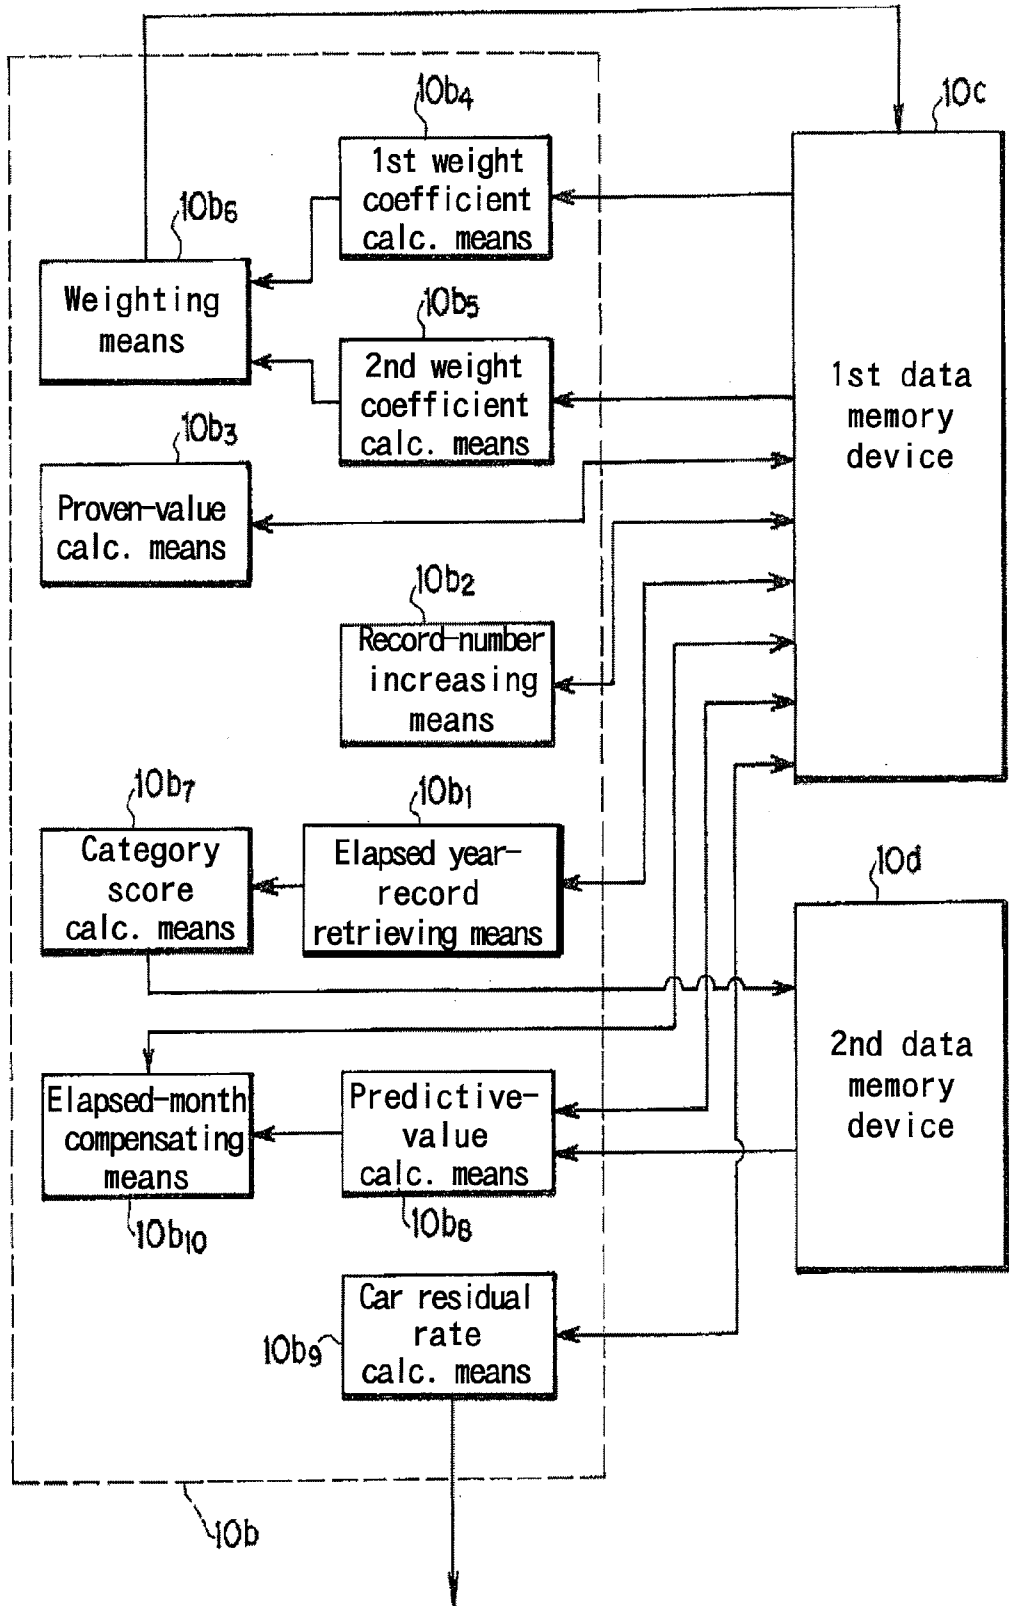 10b4
10c
1st weight
coefficient
calc. means
10b6
Weighting
means
10b5
2nd weight
coefficient
calc. means
1st data
memory
device
10b3
Proven-value
calc. means
10b2
Record-number
increasing
means
10b7
Category
score
calc. means
10b1
Elapsed year-
record
retrieving means
10d
2nd data
memory
device
Elapsed-month
compensating
means
10b10
Predictive-
value
calc. means
10b8
Car residual
rate
calc. means
10b9
10b